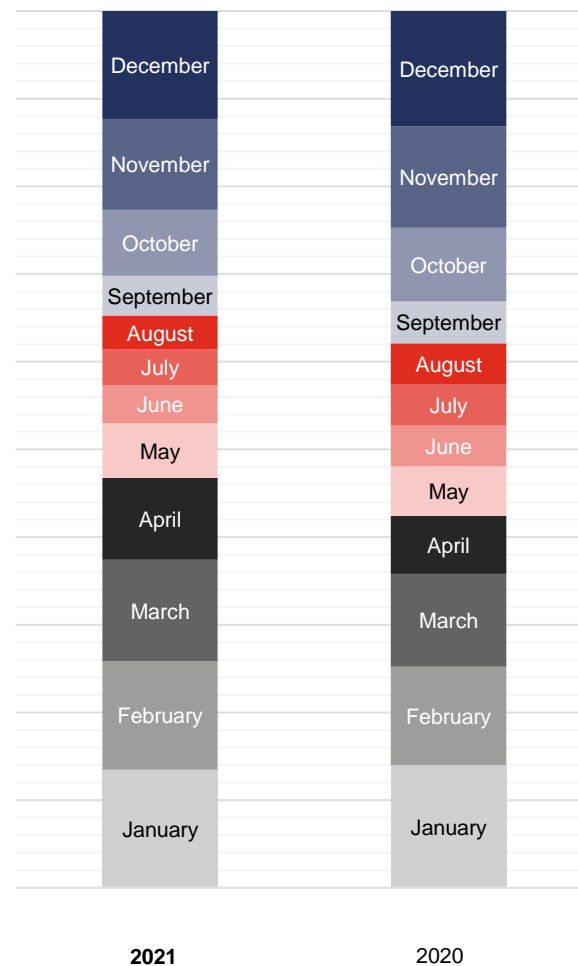 December
November
October
September
August
July
June
May
April
March
February
January
December
November
October
September
August
July
June
May
April
March
February
January
2021
2020